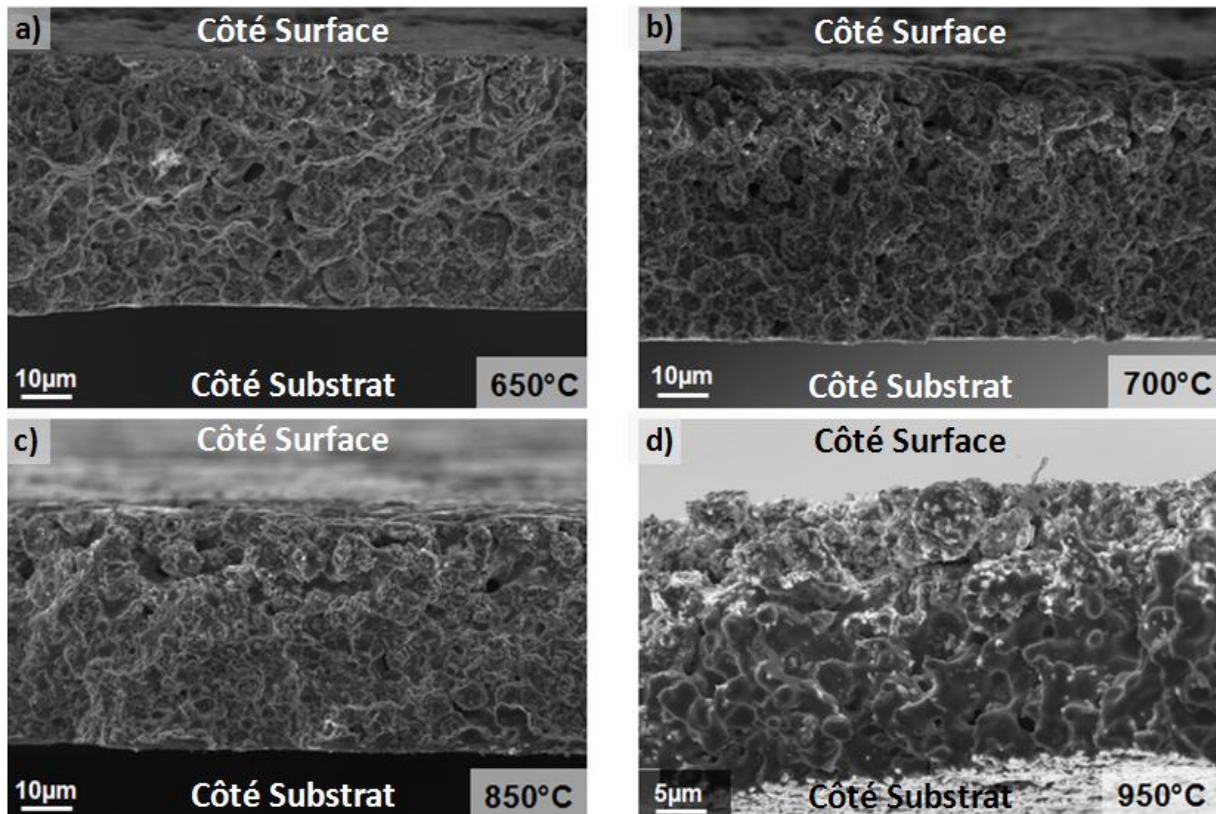 a)
Côté Surface
10µm
Côté Substrat
650°C
b)
Côté Surface
10µm
Côté Substrat
700°C
c)
Côté Surface
10µm
Côté Substrat
850°C
d)
Côté Surface
5µm
Côté Substrat
950°C